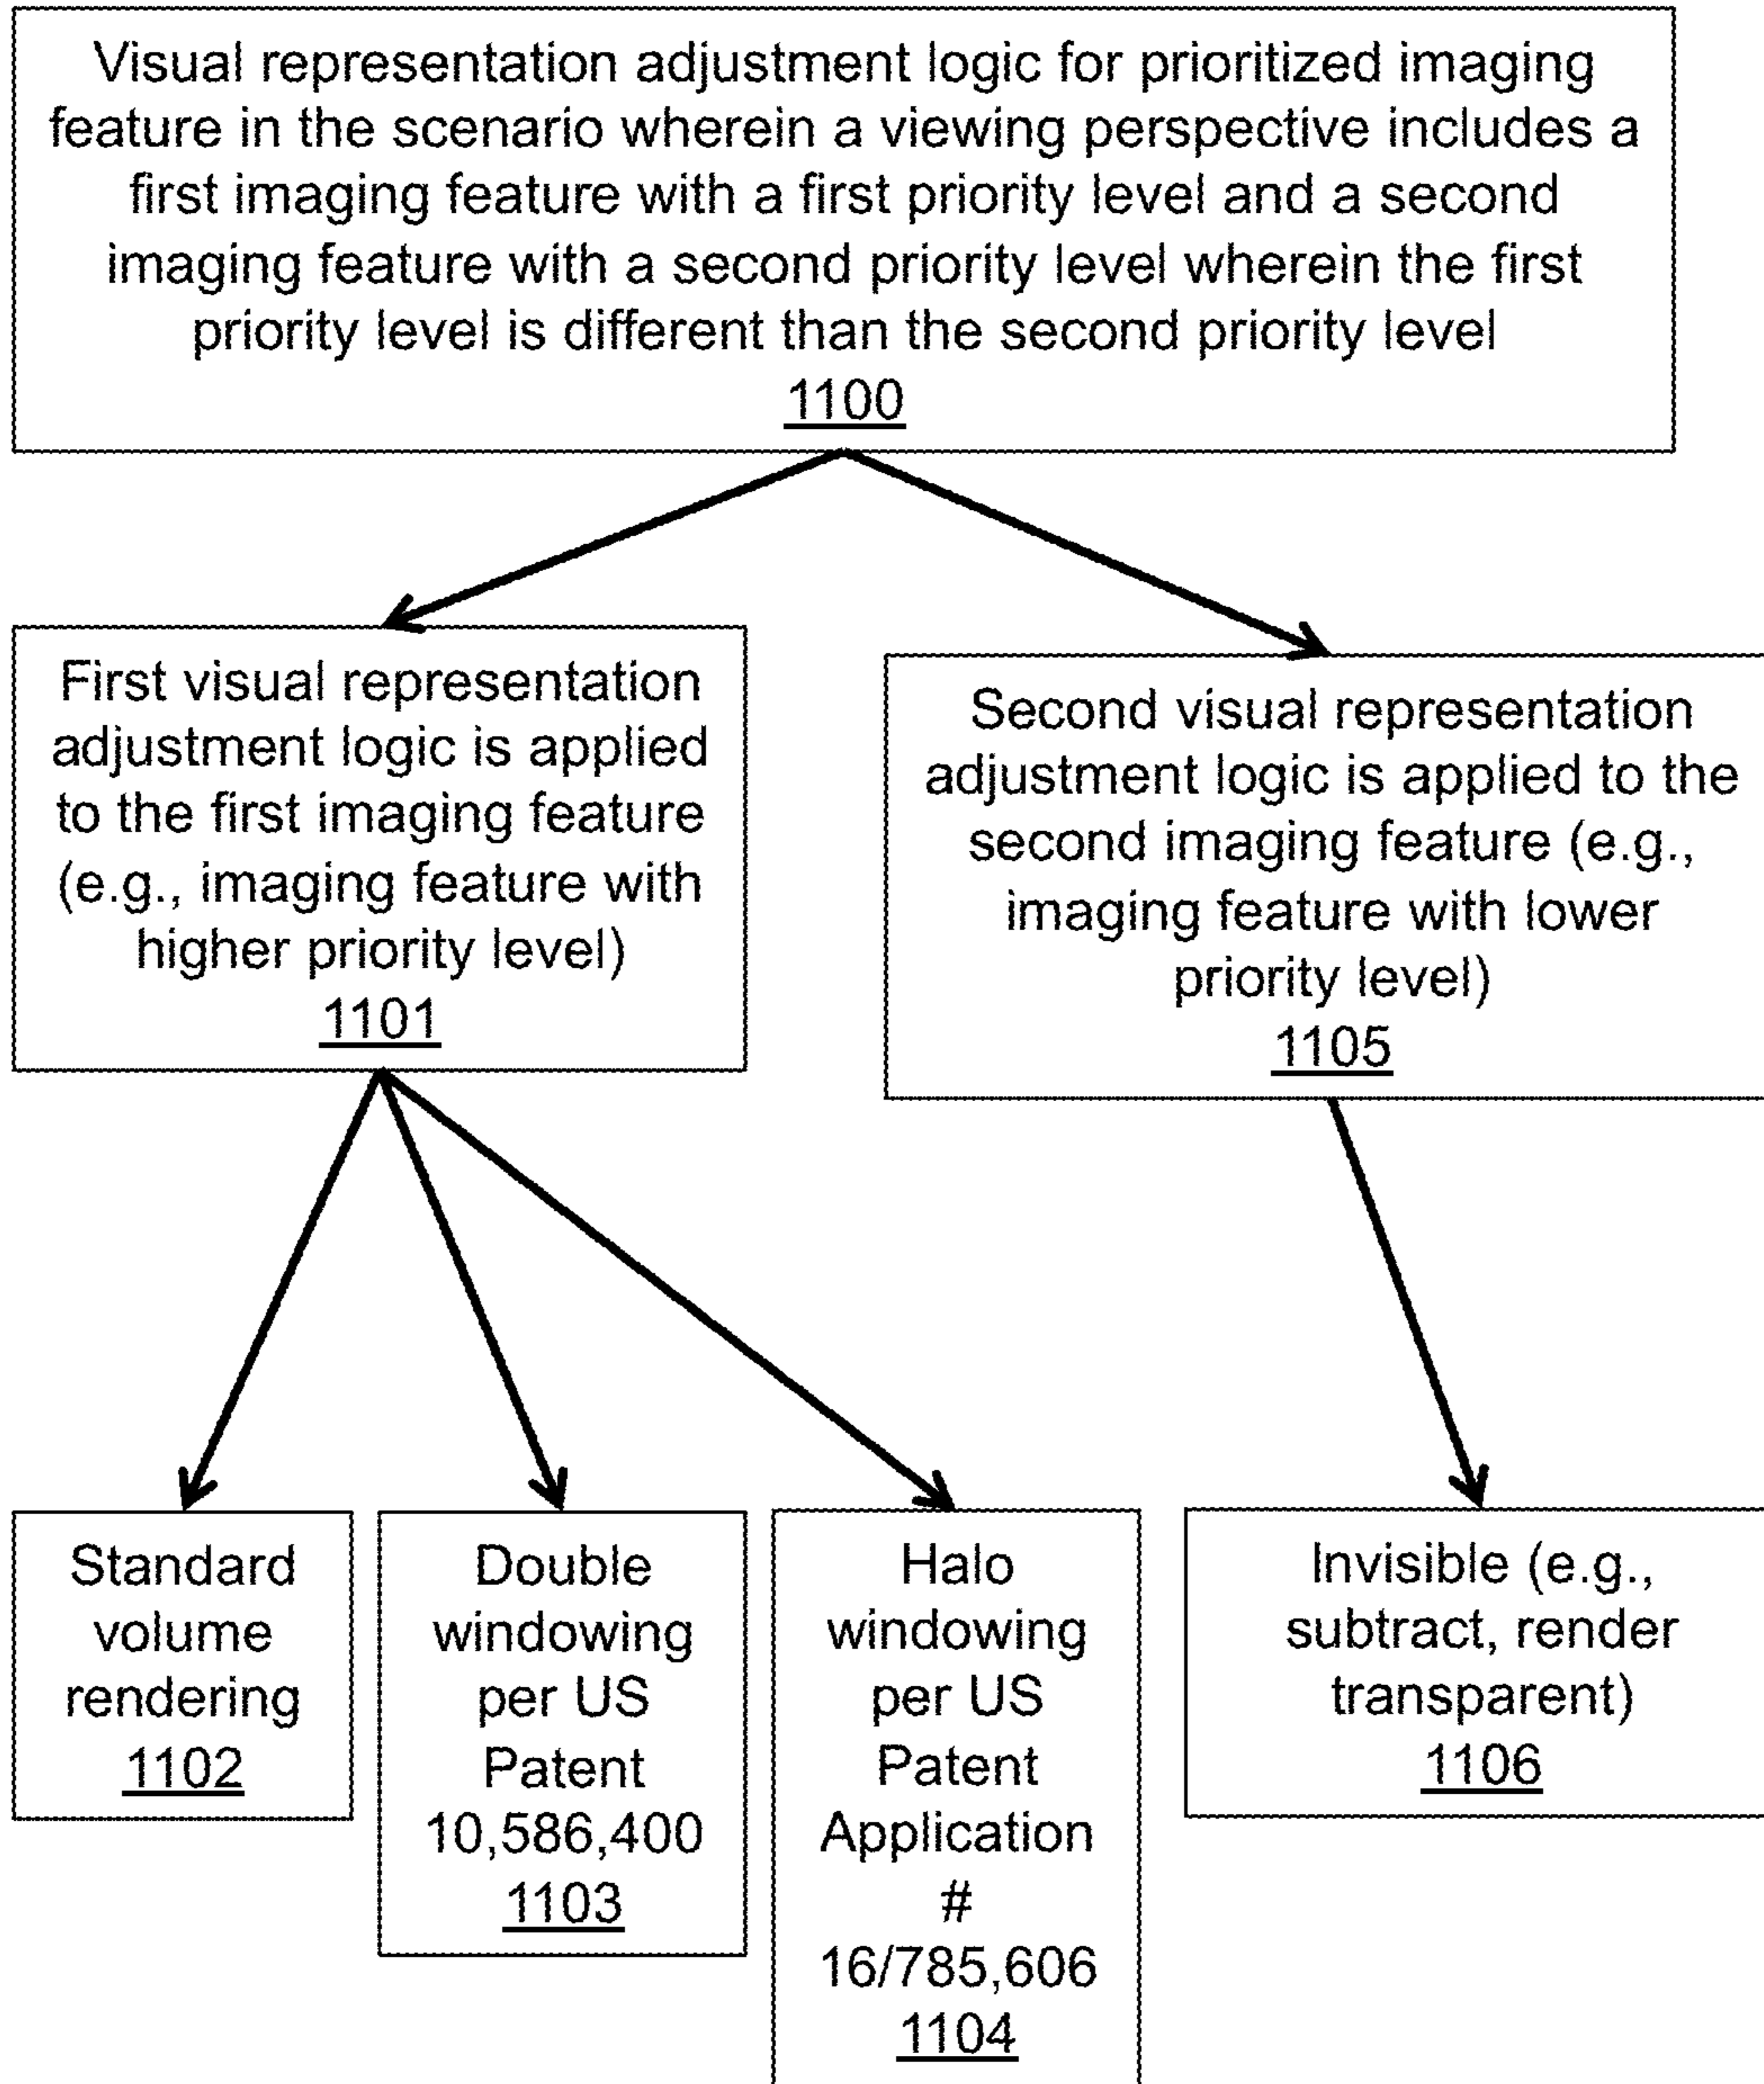 Visual representation adjustment logic for prioritized imaging
feature in the scenario wherein a viewing perspective includes a
first imaging feature with a first priority level and a second
imaging feature with a second priority level wherein the first
priority level is different than the second priority level
1100
First visual representation
adjustment logic is applied
to the first imaging feature
(e.g., imaging feature with
higher priority level)
1101
Second visual representation
adjustment logic is applied to the
second imaging feature (e.g.,
imaging feature with lower
priority level)
1105
Standard
volume
rendering
1102
Double
windowing
per US
Patent
10,586,400
1103
Halo
windowing
per US
Patent
Application
#
16/785,606
1104
Invisible (e.g.,
subtract, render
transparent)
1106